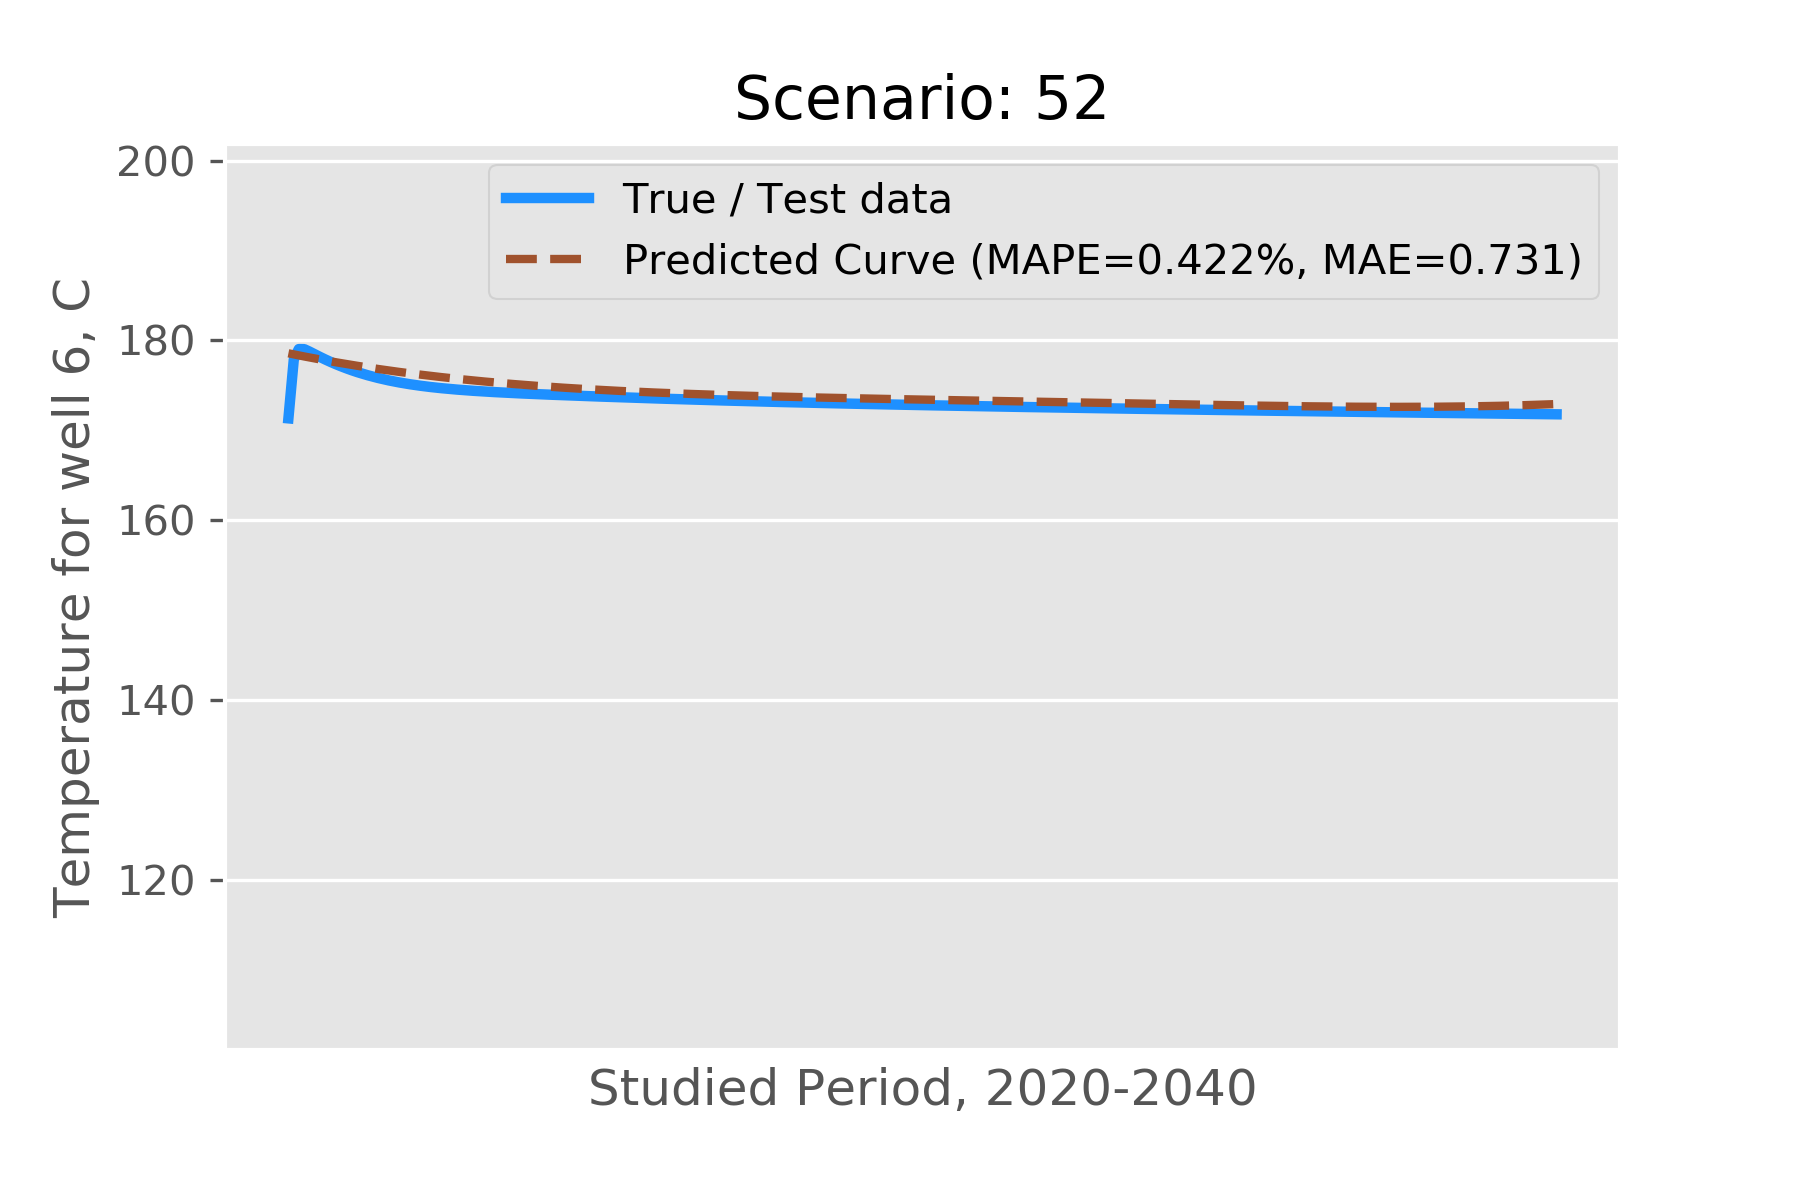 Scenario: 52
True / Test data
Predicted Curve (MAPE=0.422%, MAE=0.731)
Temperature for well 6, C
200
180
160
140
120
Studied Period, 2020-2040